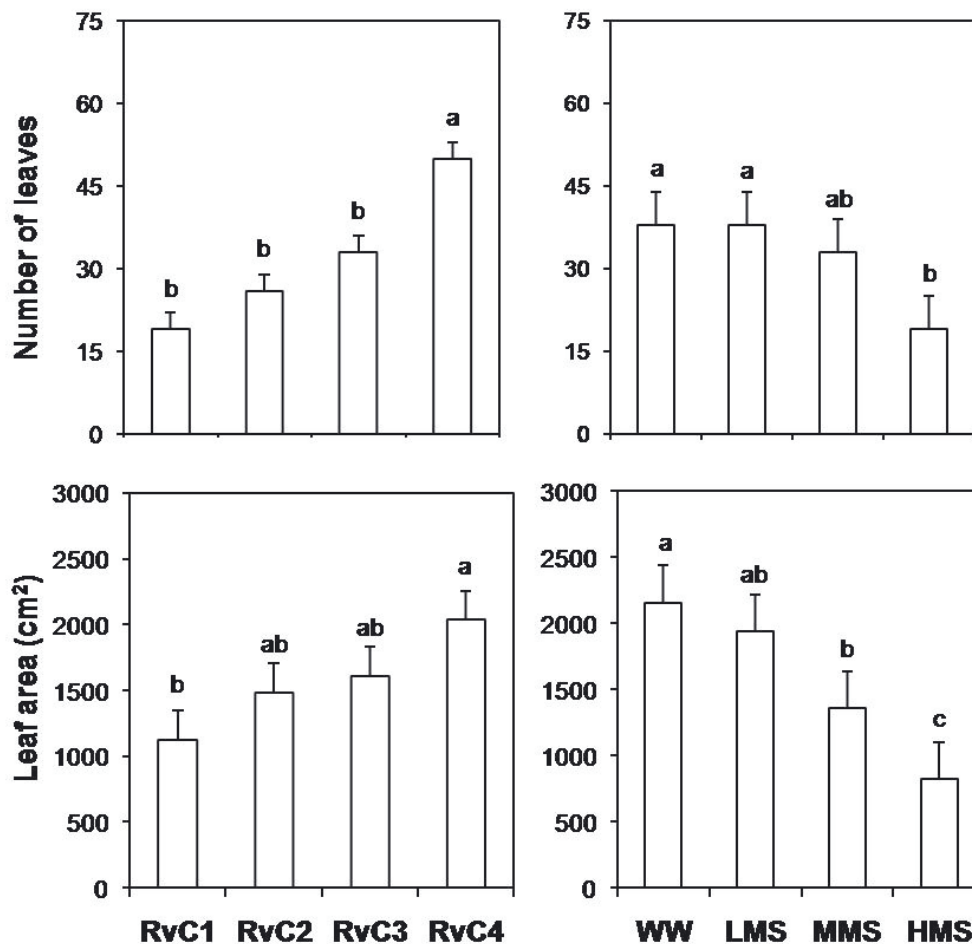 Number of leaves
75
60
45
30
15
0
b
b
b
a
75
60
45
30
15
0
a
a
ab
b
Leaf area (cm²)
3000
2500
2000
1500
1000
500
0
b
ab
ab
a
RvC1 RvC2 RvC3 RvC4
3000
2500
2000
1500
1000
500
0
a
ab
b
c
WW LMS MMS HMS